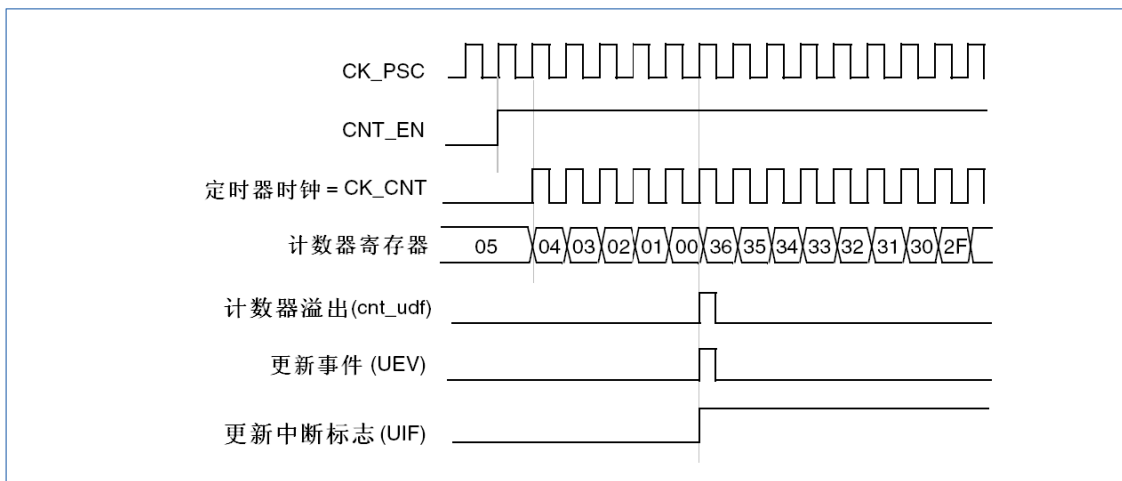 CK_PSC
CNT_EN
定时器时钟 = CK_CNT
计数器寄存器 05 04 03 02 01 00 36 35 34 33 32 31 30 2F
计数器溢出(cnt_udf)
更新事件 (UEV)
更新中断标志 (UIF)